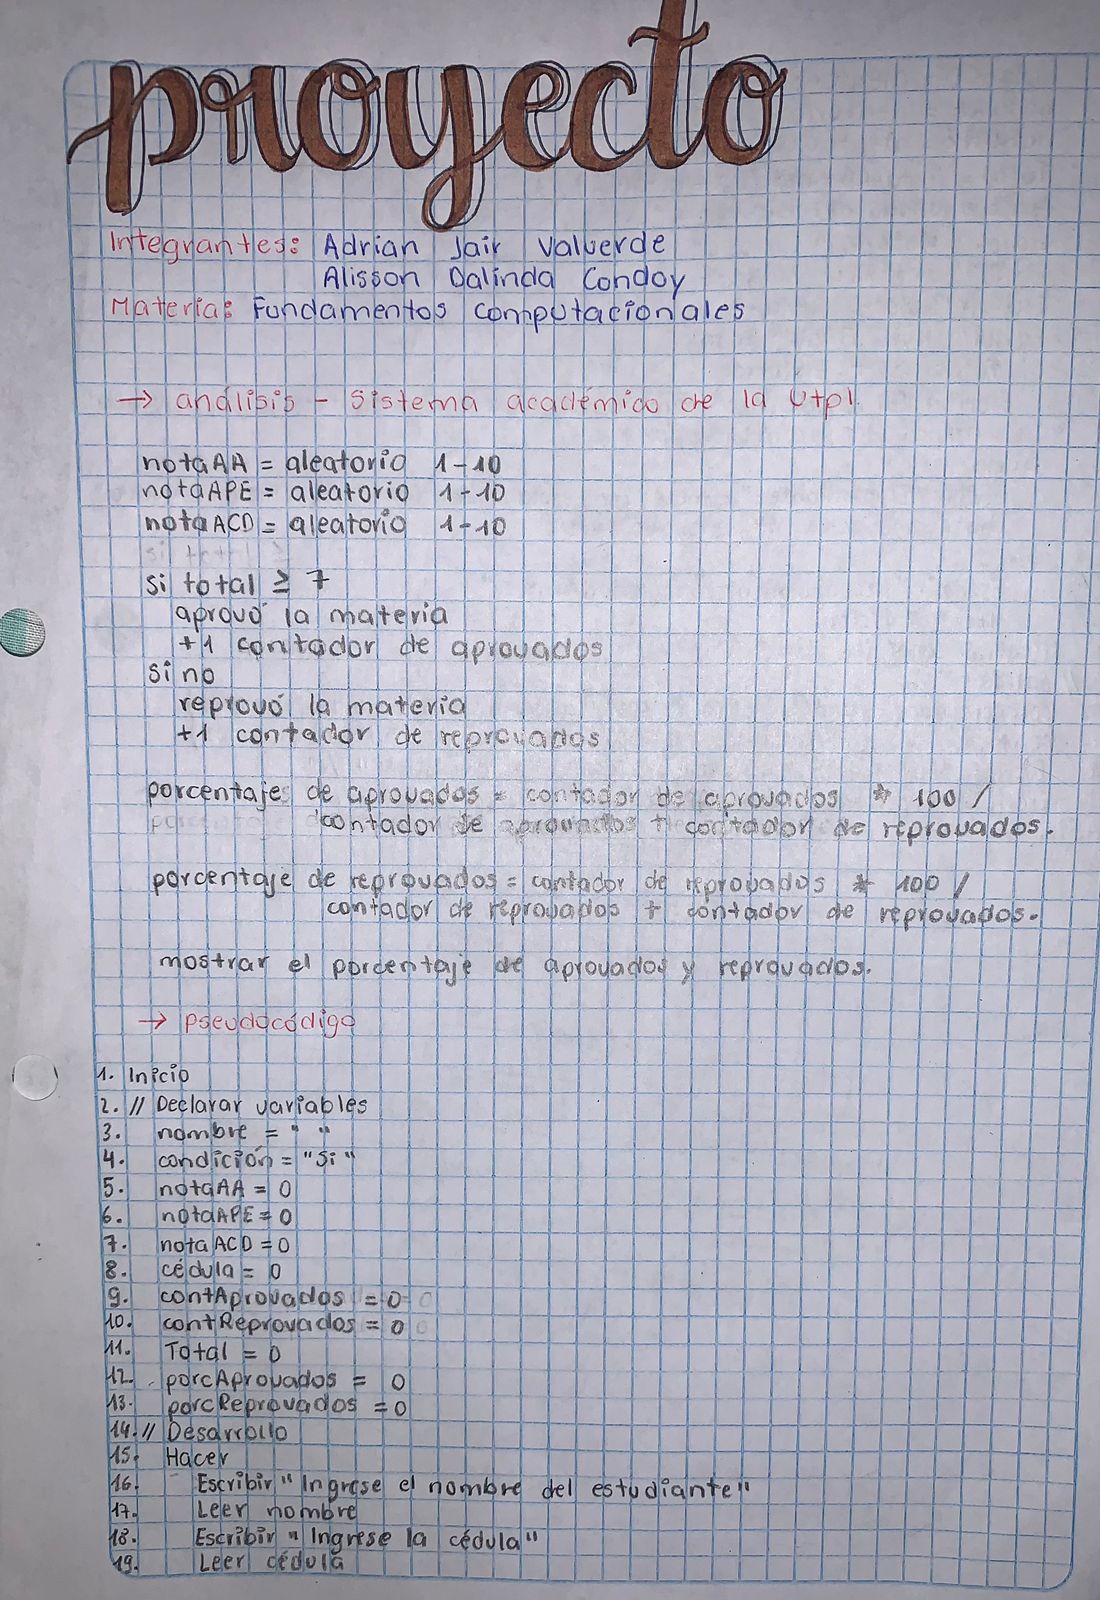 proyecto
Integrantes: Adrian Jair Valverde
Alisson Dalinda Condoy
Materia: Fundamentos Computacionales
→ análisis - Sistema académico de la Utpl.
notaAA = aleatorio 1-10
notaAPE = aleatorio 1-10
notaACD = aleatorio 1-10
si total ≥ 7
aprovó la materia
+1 contador de aprovados
si no
reprovó la materia
+1 contador de reprovados
porcentaje de aprovados = contador de aprovados * 100 /
contador de aprovados + contador de reprovados.
porcentaje de reprovados = contador de reprovados * 100 /
contador de reprovados + contador de reprovados.
mostrar el porcentaje de aprovados y reprovados.
→ pseudocódigo
1. Inicio
2. // Declarar variables
3. nombre = " "
4. condición = "Si"
5. notaAA = 0
6. notaAPE = 0
7. notaACD = 0
8. cédula = 0
9. contAprovados = 0
10. contReprovados = 0
11. Total = 0
12. porcAprovados = 0
13. porcReprovados = 0
14. // Desarrollo
15. Hacer
16. Escribir "Ingrese el nombre del estudiante"
17. Leer nombre
18. Escribir "Ingrese la cédula"
19. Leer cédula